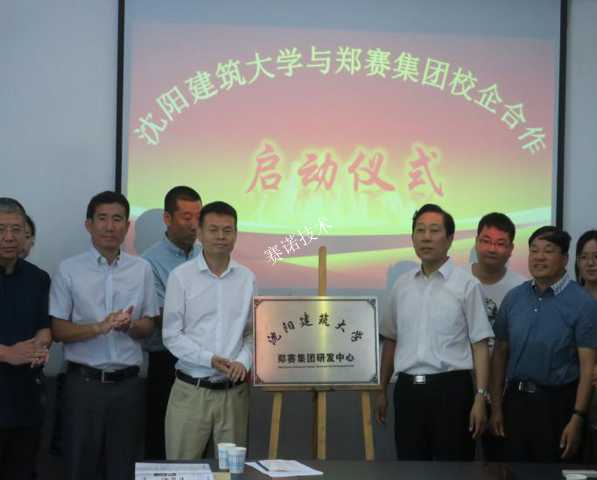 沈阳建筑大学与郑赛集团校企合作
启动仪式
赛诺技术
沈阳建筑大学
郑赛集团研发中心